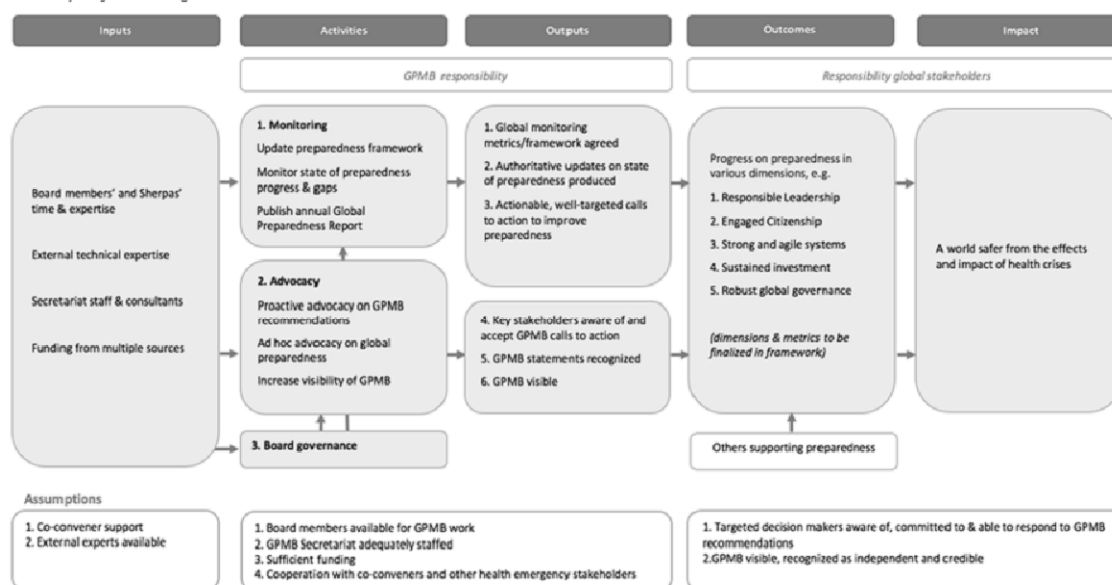 Inputs
Activities
Outputs
Outcomes
Impact
GPMB responsibility
Responsibility global stakeholders
Board members' and Sherpas'
time & expertise
External technical expertise
Secretariat staff & consultants
Funding from multiple sources
1. Monitoring
Update preparedness framework
Monitor state of preparedness
progress & gaps
Publish annual Global
Preparedness Report
2. Advocacy
Proactive advocacy on GPMB
recommendations
Ad hoc advocacy on global
preparedness
Increase visibility of GPMB
3. Board governance
1. Global monitoring
metrics/framework agreed
2. Authoritative updates on state
of preparedness produced
3. Actionable, well-targeted calls
to action to improve
preparedness
4. Key stakeholders aware of and
accept GPMB calls to action
5. GPMB statements recognized
6. GPMB visible
Progress on preparedness in
various dimensions, e.g.
1. Responsible Leadership
2. Engaged Citizenship
3. Strong and agile systems
4. Sustained investment
5. Robust global governance
(dimensions & metrics to be
finalized in framework)
Others supporting preparedness
A world safer from the effects
and impact of health crises
Assumptions
1. Co-convener support
2. External experts available
1. Board members available for GPMB work
2. GPMB Secretariat adequately staffed
3. Sufficient funding
4. Cooperation with co-conveners and other health emergency stakeholders
1. Targeted decision makers aware of, committed to & able to respond to GPMB
recommendations
2.GPMB visible, recognized as independent and credible